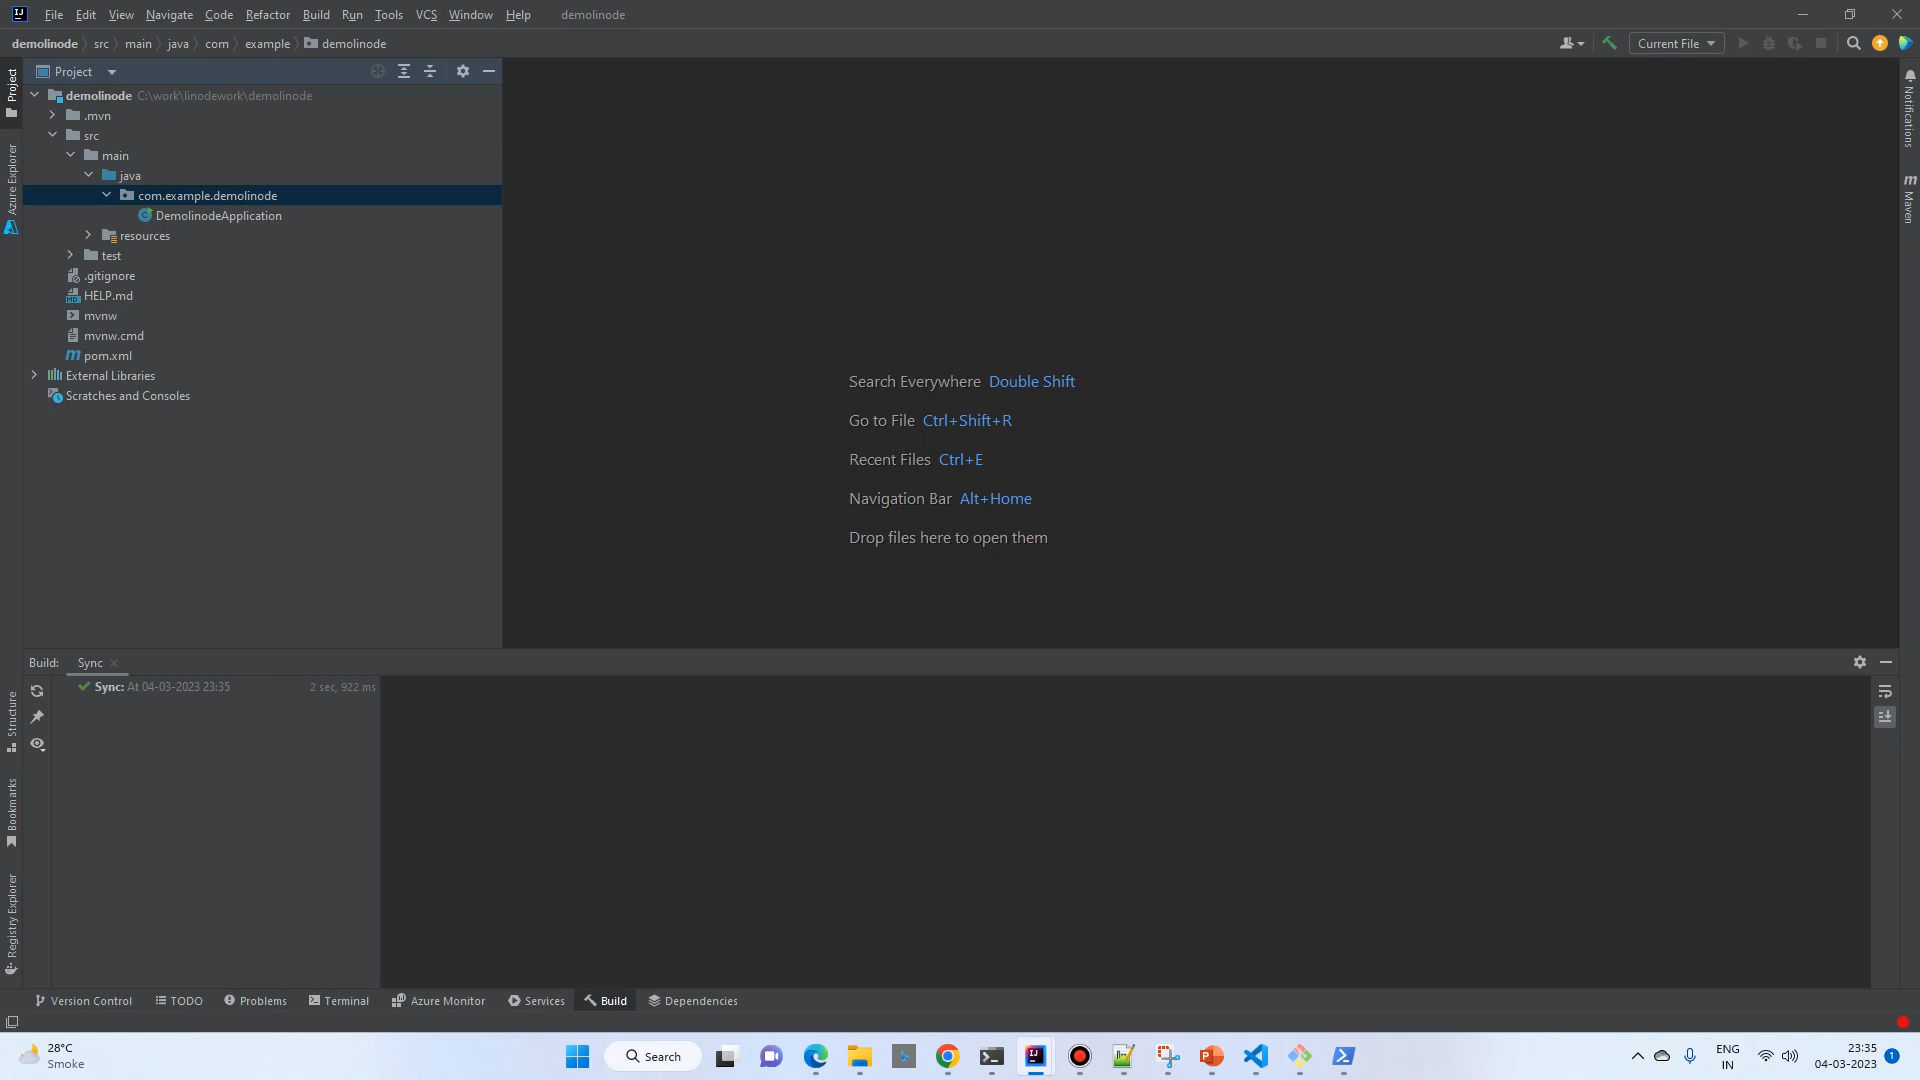 File Edit View Navigate Code Refactor Build Run Tools VCS Window Help demolinode
demolinode src main java com example demolinode
Current File
Project
demolinode C:\work\linodework\demolinode
.mvn
src
main
java
com.example.demolinode
DemolinodeApplication
resources
test
.gitignore
HELP.md
mvnw
mvnw.cmd
pom.xml
External Libraries
Scratches and Consoles
Project
Azure Explorer
Structure
Bookmarks
Registry Explorer
Search Everywhere Double Shift
Go to File Ctrl+Shift+R
Recent Files Ctrl+E
Navigation Bar Alt+Home
Drop files here to open them
Notifications
Maven
Build: Sync
Sync: At 04-03-2023 23:35 2 sec, 922 ms
Version Control TODO Problems Terminal Azure Monitor Services Build Dependencies
28°C
Smoke
Search
ENG
IN
23:35
04-03-2023
1